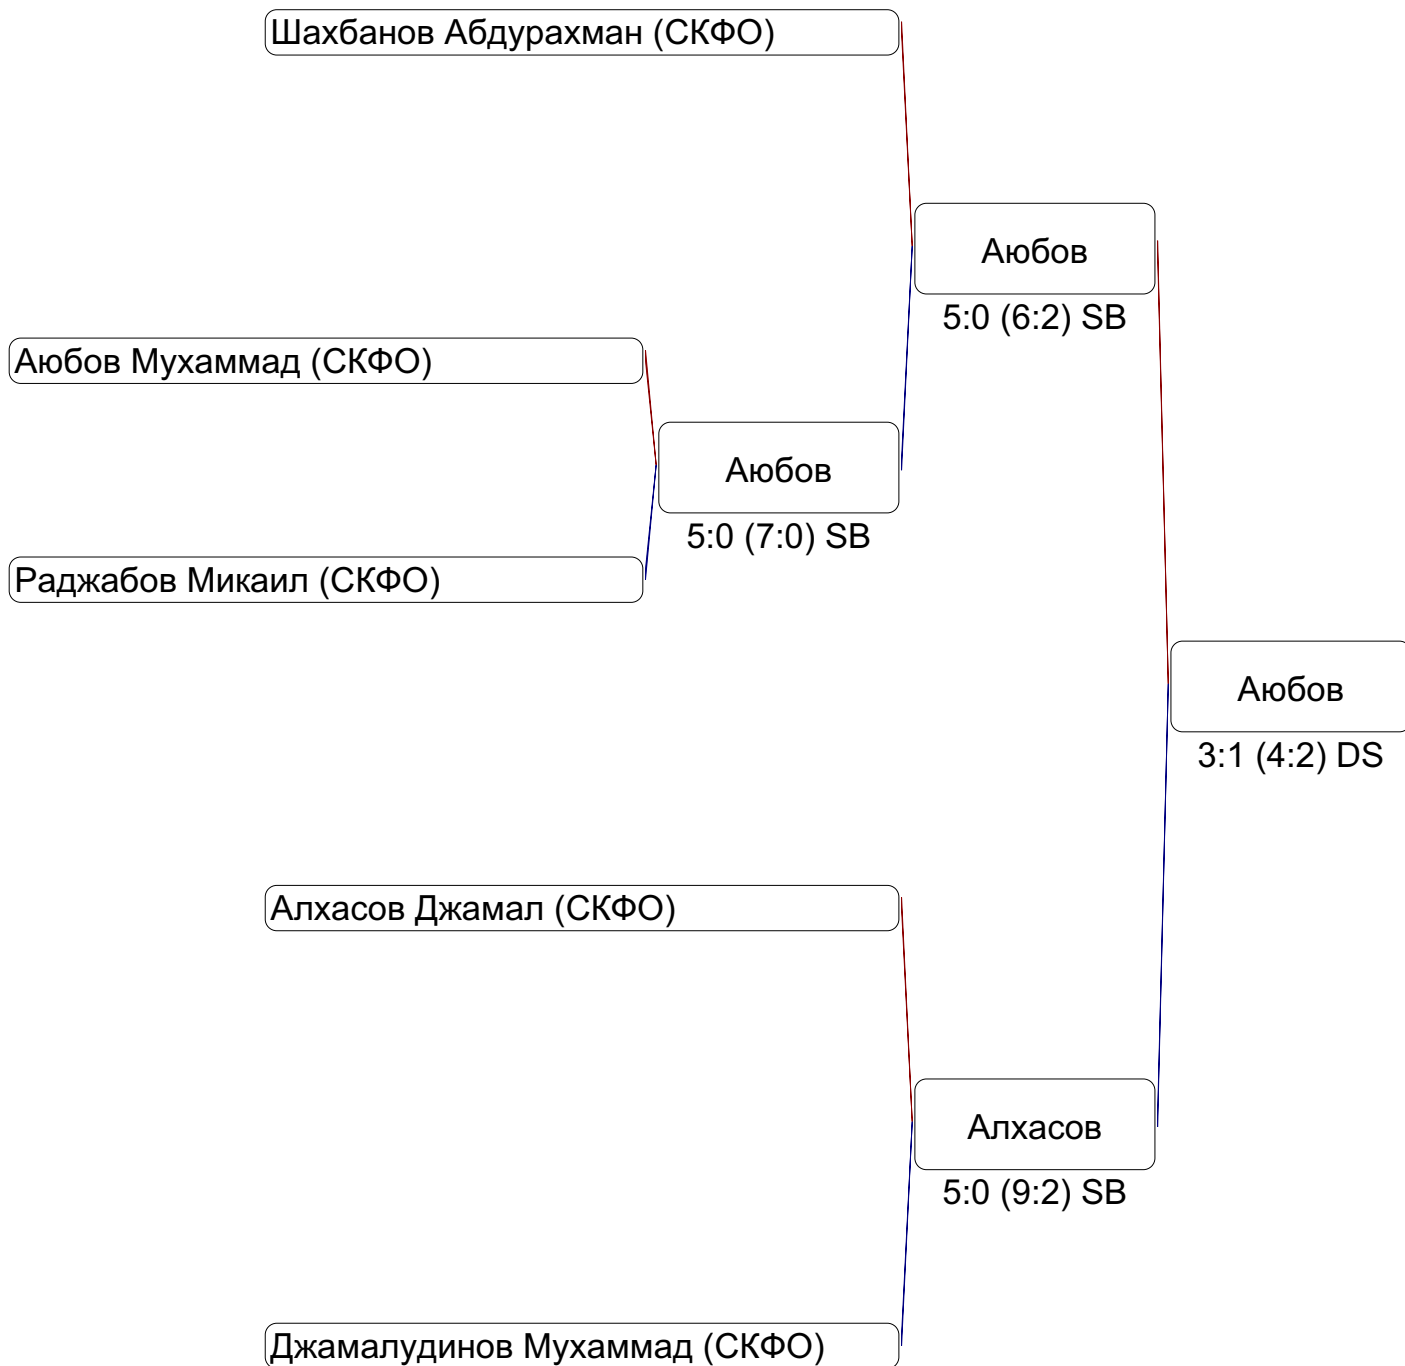 Шахбанов Абдурахман (СКФО)
Аюбов
5:0 (6:2) SB
Аюбов Мухаммад (СКФО)
Аюбов
5:0 (7:0) SB
Раджабов Микаил (СКФО)
Аюбов
3:1 (4:2) DS
Алхасов Джамал (СКФО)
Алхасов
5:0 (9:2) SB
Джамалудинов Мухаммад (СКФО)